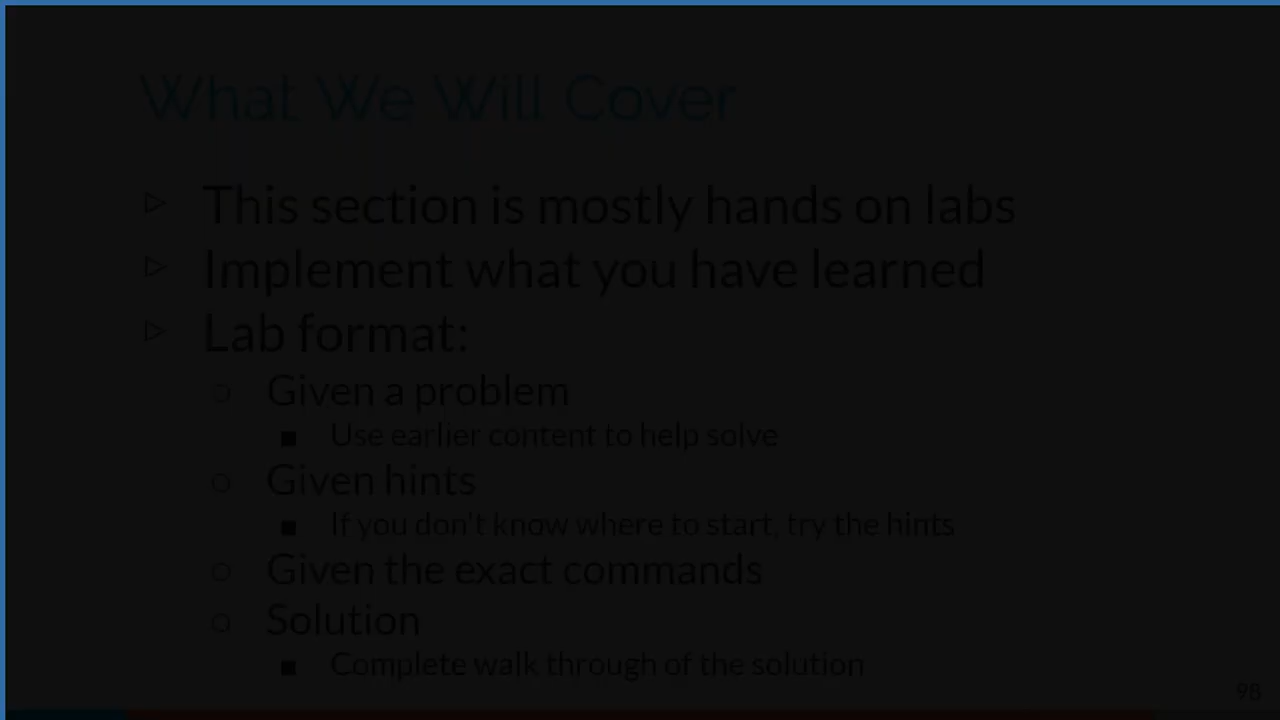 What We Will Cover
This section is mostly hands on labs
Implement what you have learned
Lab format:
Given a problem
Use earlier content to help solve
Given hints
If you don't know where to start, try the hints
Given the exact commands
Solution
Complete walk through of the solution
98